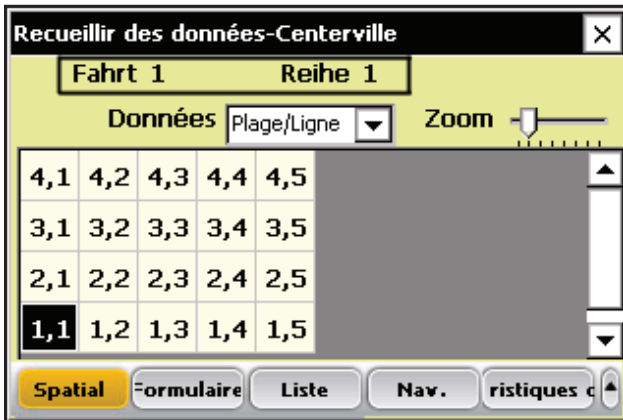 Recueillir des données-Centerville
Fahrt 1 Reihe 1
Données Plage/Ligne Zoom
4,1 4,2 4,3 4,4 4,5
3,1 3,2 3,3 3,4 3,5
2,1 2,2 2,3 2,4 2,5
1,1 1,2 1,3 1,4 1,5
Spatial Formulaire Liste Nav. ristiques